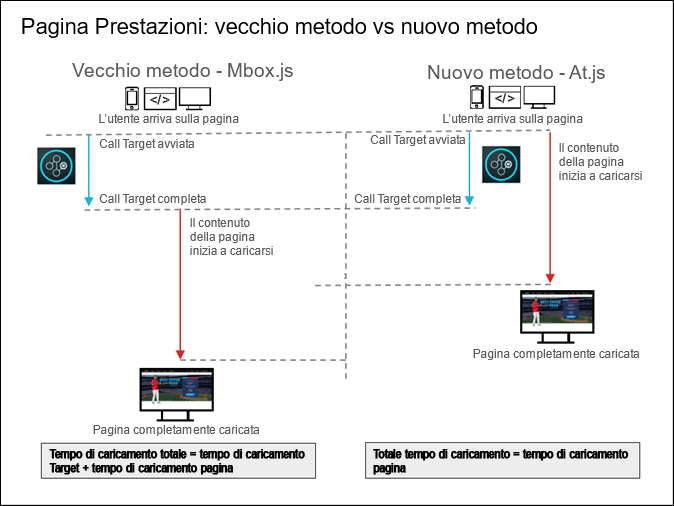 Pagina Prestazioni: vecchio metodo vs nuovo metodo
Vecchio metodo - Mbox.js
</>
L'utente arriva sulla pagina
Call Target avviata
Call Target completa
Il contenuto
della pagina
inizia a caricarsi
Pagina completamente caricata
Tempo di caricamento totale = tempo di caricamento
Target + tempo di caricamento pagina
Nuovo metodo - At.js
</>
L'utente arriva sulla pagina
Call Target avviata
Call Target completa
Il contenuto
della pagina
inizia a caricarsi
Pagina completamente caricata
Totale tempo di caricamento = tempo di caricamento
pagina